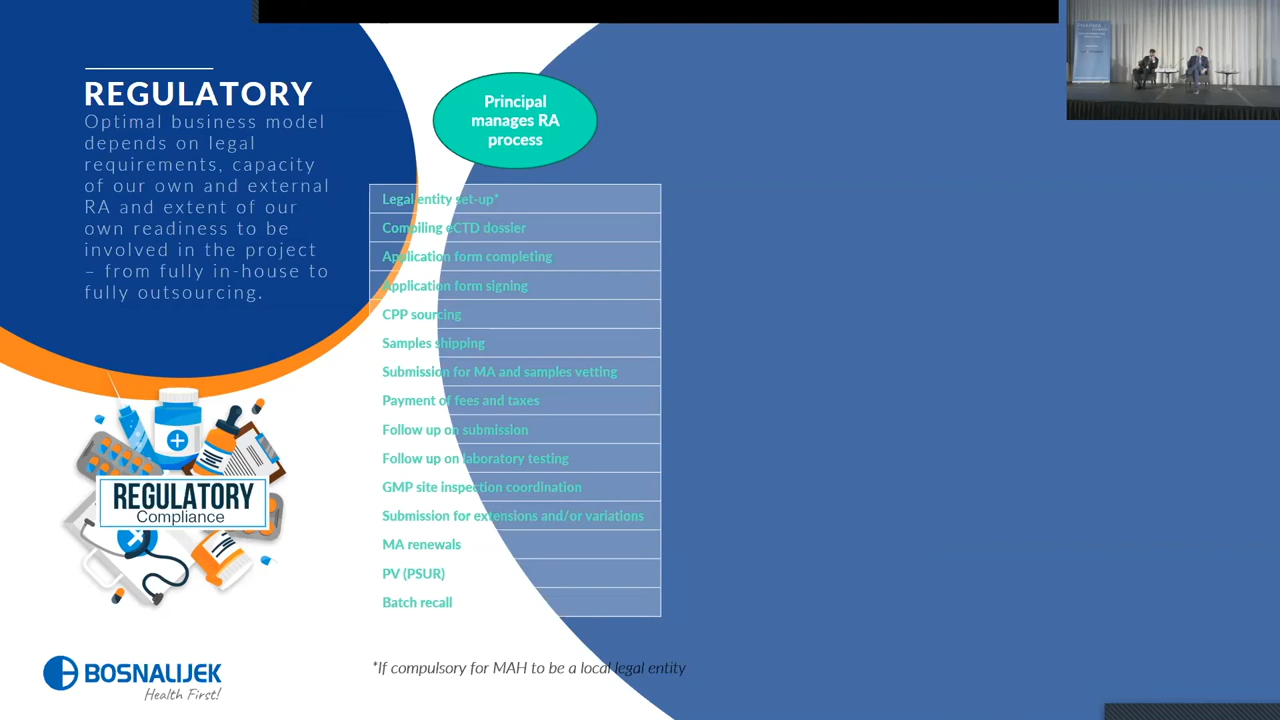 REGULATORY
Optimal business model
depends on legal
requirements, capacity
of our own and external
RA and extent of our
own readiness to be
involved in the project
– from fully in-house to
fully outsourcing.
Principal
manages RA
process
Legal entity set-up*
Compiling eCTD dossier
Application form completing
Application form signing
CPP sourcing
Samples shipping
Submission for MA and samples vetting
Payment of fees and taxes
Follow up on submission
Follow up on laboratory testing
GMP site inspection coordination
Submission for extensions and/or variations
MA renewals
PV (PSUR)
Batch recall
*If compulsory for MAH to be a local legal entity
REGULATORY
Compliance
BOSNALIJEK
Health First!